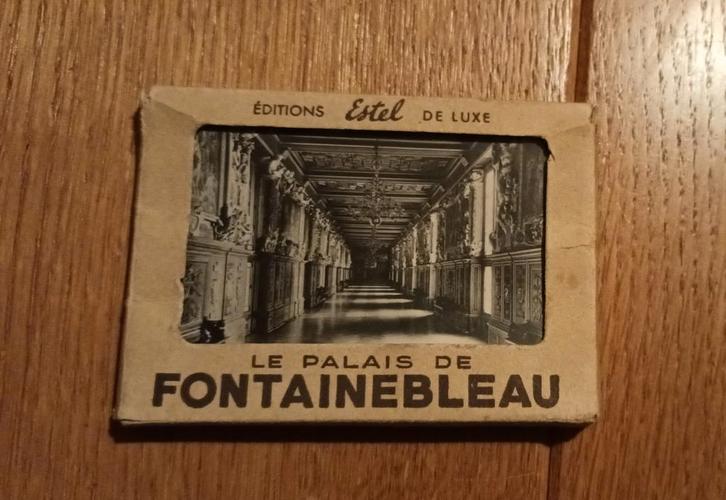 ÉDITIONS Estel DE LUXE
LE PALAIS DE
FONTAINEBLEAU